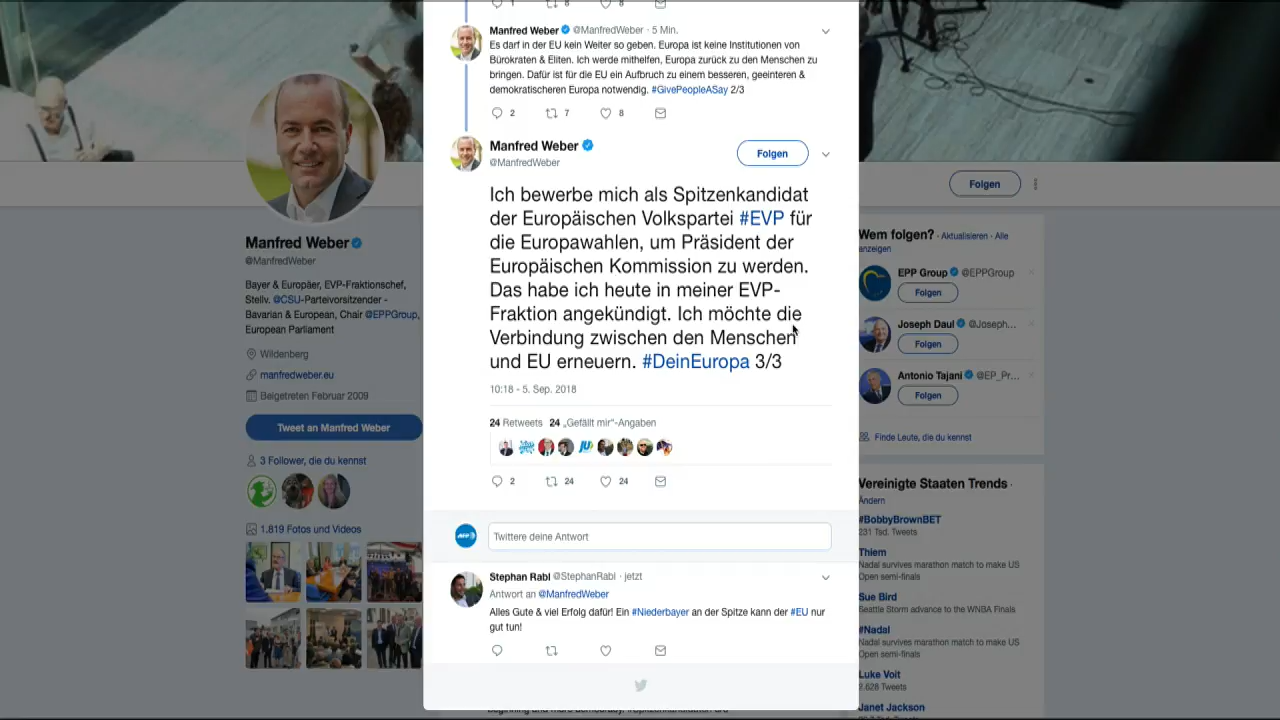 1 8 8
Manfred Weber @ManfredWeber · 5 Min.
Es darf in der EU kein Weiter so geben. Europa ist keine Institutionen von
Bürokraten & Eliten. Ich werde mithelfen, Europa zurück zu den Menschen zu
bringen. Dafür ist für die EU ein Aufbruch zu einem besseren, geeinteren &
demokratischeren Europa notwendig. #GivePeopleASay 2/3
2 7 8
Manfred Weber
@ManfredWeber
Folgen
Ich bewerbe mich als Spitzenkandidat
der Europäischen Volkspartei #EVP für
die Europawahlen, um Präsident der
Europäischen Kommission zu werden.
Das habe ich heute in meiner EVP-
Fraktion angekündigt. Ich möchte die
Verbindung zwischen den Menschen
und EU erneuern. #DeinEuropa 3/3
10:18 - 5. Sep. 2018
24 Retweets 24 „Gefällt mir“-Angaben
JU
2 24 24
AFP
Twittere deine Antwort
Stephan Rabl @StephanRabl · jetzt
Antwort an @ManfredWeber
Alles Gute & viel Erfolg dafür! Ein #Niederbayer an der Spitze kann der #EU nur
gut tun!
Manfred Weber
@ManfredWeber
Bayer & Europäer, EVP-Fraktionschef,
Stellv. @CSU-Parteivorsitzender -
Bavarian & European, Chair @EPPGroup,
European Parliament
Wildenberg
manfredweber.eu
Beigetreten Februar 2009
Tweet an Manfred Weber
3 Follower, die du kennst
1.819 Fotos und Videos
Folgen
Wem folgen? · Aktualisieren · Alle
anzeigen
EPP Group @EPPGroup
Folgen
Joseph Daul @Joseph...
Folgen
Antonio Tajani @EP_Pr...
Folgen
Finde Leute, die du kennst
Vereinigte Staaten Trends ·
Ändern
#BobbyBrownBET
231 Tsd. Tweets
Thiem
Nadal survives marathon match to make US
Open semi-finals
Sue Bird
Seattle Storm advance to the WNBA Finals
#Nadal
Nadal survives marathon match to make US
Open semi-finals
Luke Voit
2.628 Tweets
Janet Jackson